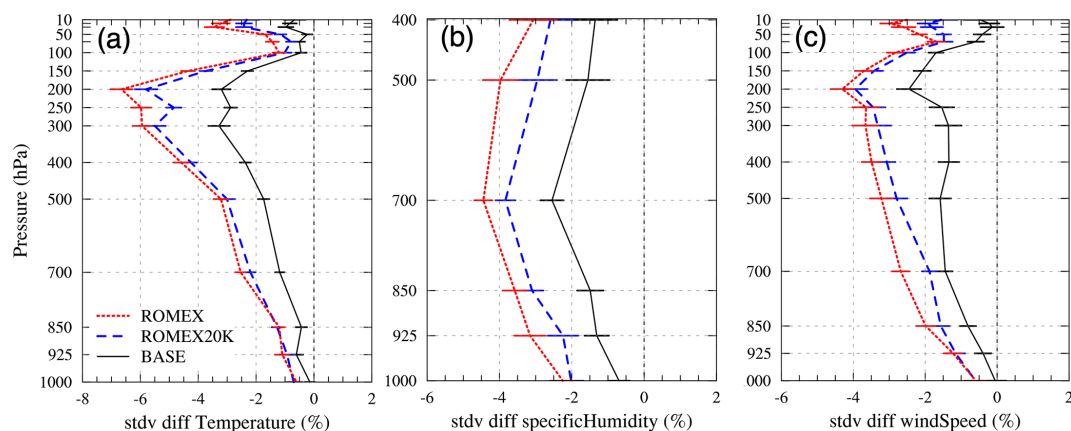 (a)
10
50
100
150
200
250
300
400
500
700
850
925
1000
Pressure (hPa)
ROMEX
ROMEX20K
BASE
-8 -6 -4 -2 0 2
stdv diff Temperature (%)
(b)
400
500
700
850
925
1000
-6 -4 -2 0 2
stdv diff specificHumidity (%)
(c)
10
50
100
150
200
250
300
400
500
700
850
925
000
-6 -4 -2 0 2
stdv diff windSpeed (%)